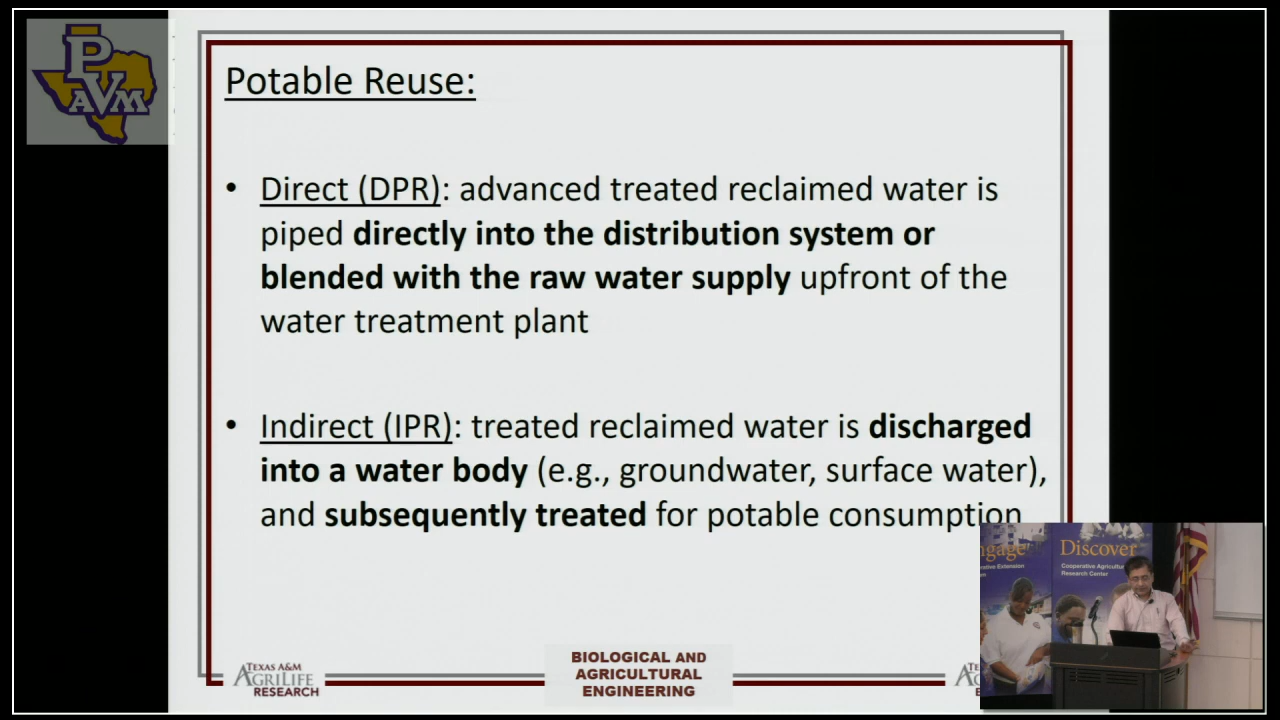 PVAM
Potable Reuse:
• Direct (DPR): advanced treated reclaimed water is
piped directly into the distribution system or
blended with the raw water supply upfront of the
water treatment plant
• Indirect (IPR): treated reclaimed water is discharged
into a water body (e.g., groundwater, surface water),
and subsequently treated for potable consumption
TEXAS A&M
AGRILIFE
RESEARCH
BIOLOGICAL AND
AGRICULTURAL
ENGINEERING
Discover
Research Center